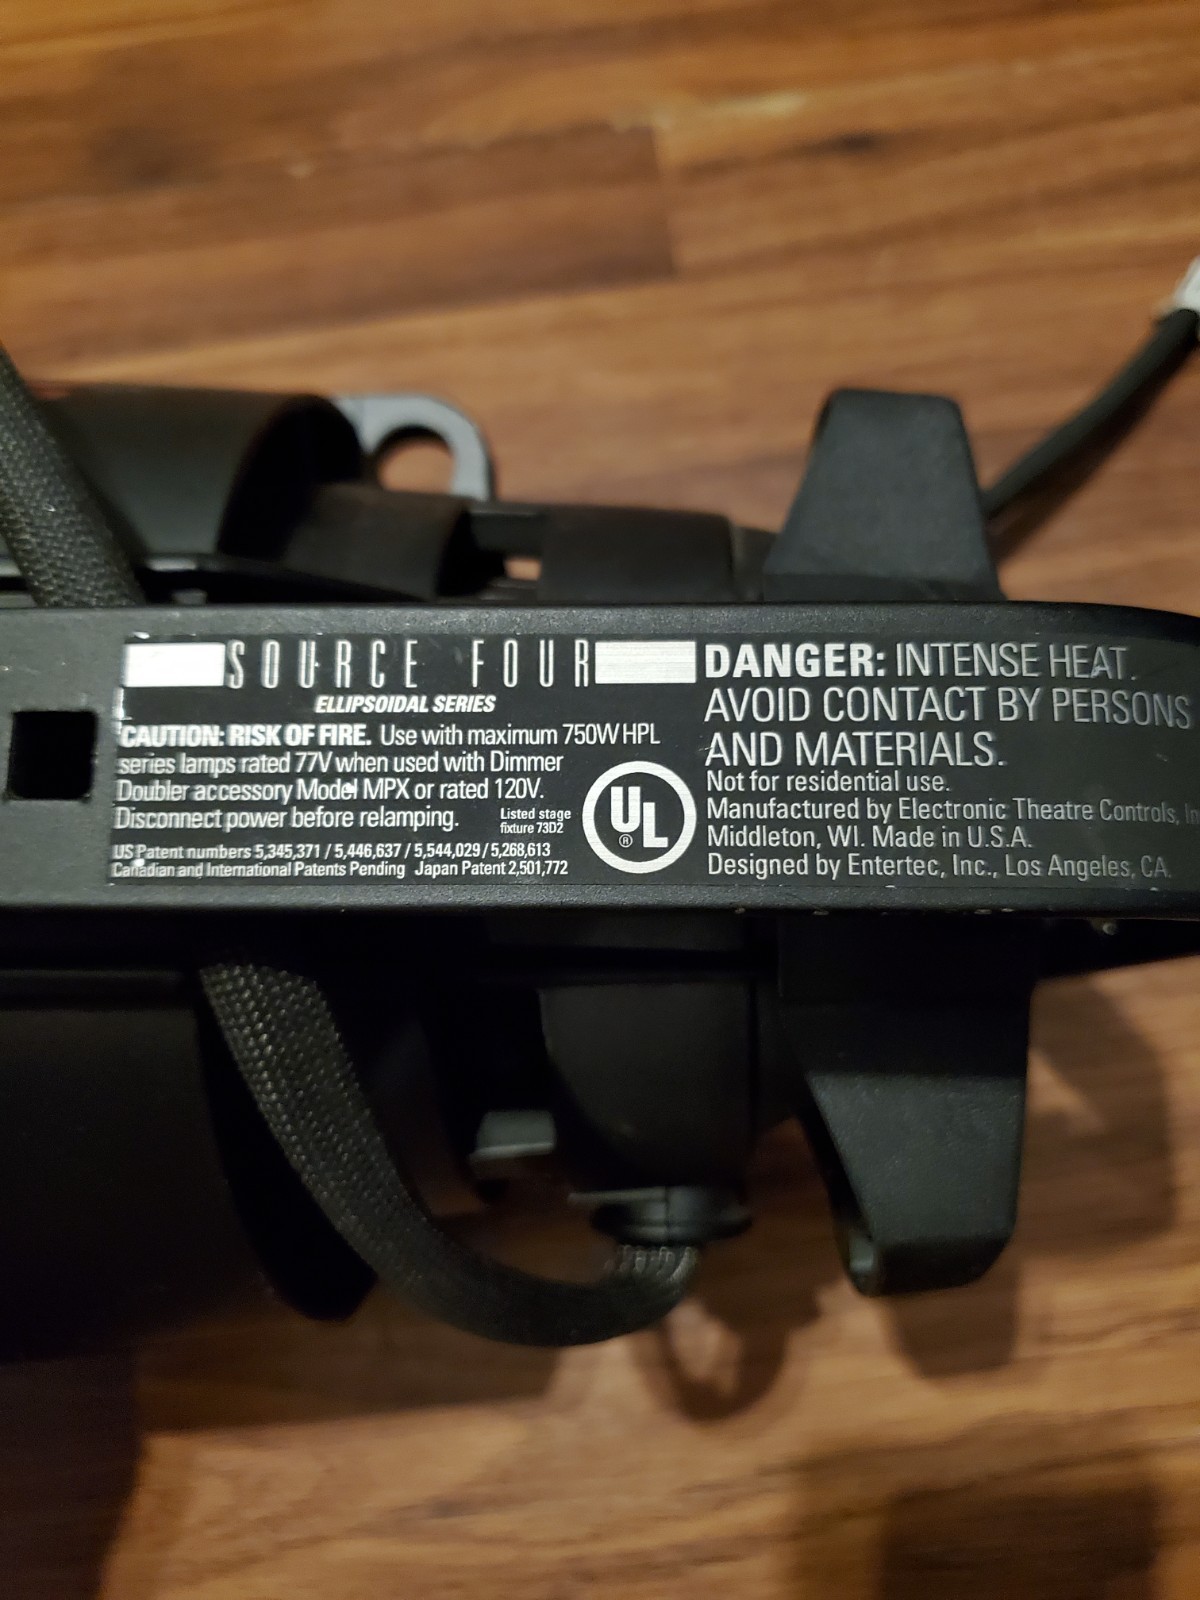 SOURCE FOUR
ELLIPSOIDAL SERIES
CAUTION: RISK OF FIRE. Use with maximum 750W HPL
series lamps rated 77V when used with Dimmer
Doubler accessory Model MPX or rated 120V.
Disconnect power before relamping.
Listed stage
fixture 73D2
US Patent numbers 5,345,371 / 5,446,637 / 5,544,029 / 5,268,613
Canadian and International Patents Pending Japan Patent 2,501,772
UL
®
DANGER: INTENSE HEAT.
AVOID CONTACT BY PERSONS
AND MATERIALS.
Not for residential use.
Manufactured by Electronic Theatre Controls, In
Middleton, WI. Made in U.S.A.
Designed by Entertec, Inc., Los Angeles, CA.